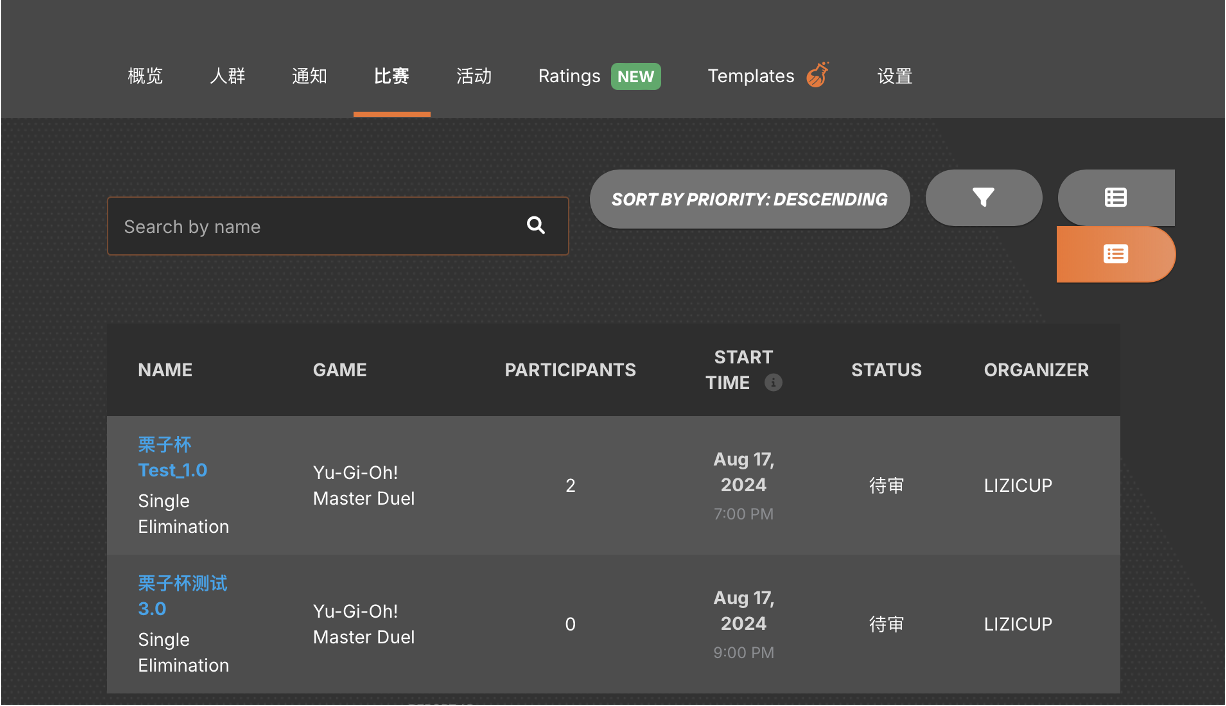 概览 人群 通知 比赛 活动 Ratings NEW Templates 设置
Search by name
SORT BY PRIORITY: DESCENDING
NAME GAME PARTICIPANTS START TIME STATUS ORGANIZER
栗子杯
Test_1.0
Single
Elimination
Yu-Gi-Oh!
Master Duel
2
Aug 17,
2024
7:00 PM
待审
LIZICUP
栗子杯测试
3.0
Single
Elimination
Yu-Gi-Oh!
Master Duel
0
Aug 17,
2024
9:00 PM
待审
LIZICUP